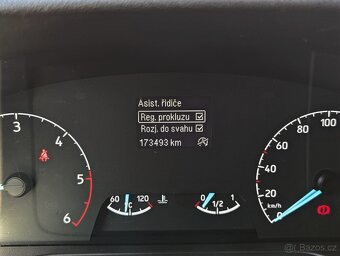 Asist. řidiče
Reg. prokluzu
Rozj. do svahu
173493 km
3
4
5
6
60 °C 120
0 1/2 1
0
20
40
60
80
100
km/h
sbazar.cz